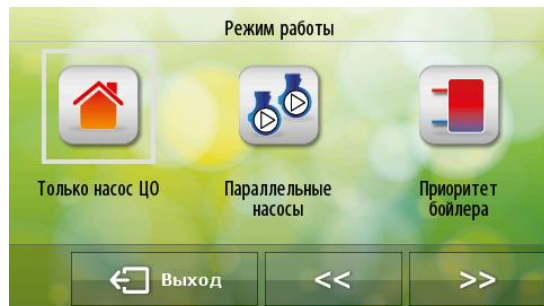 Режим работы
Только насос ЦО
Параллельные
насосы
Приоритет
бойлера
Выход
<<
>>